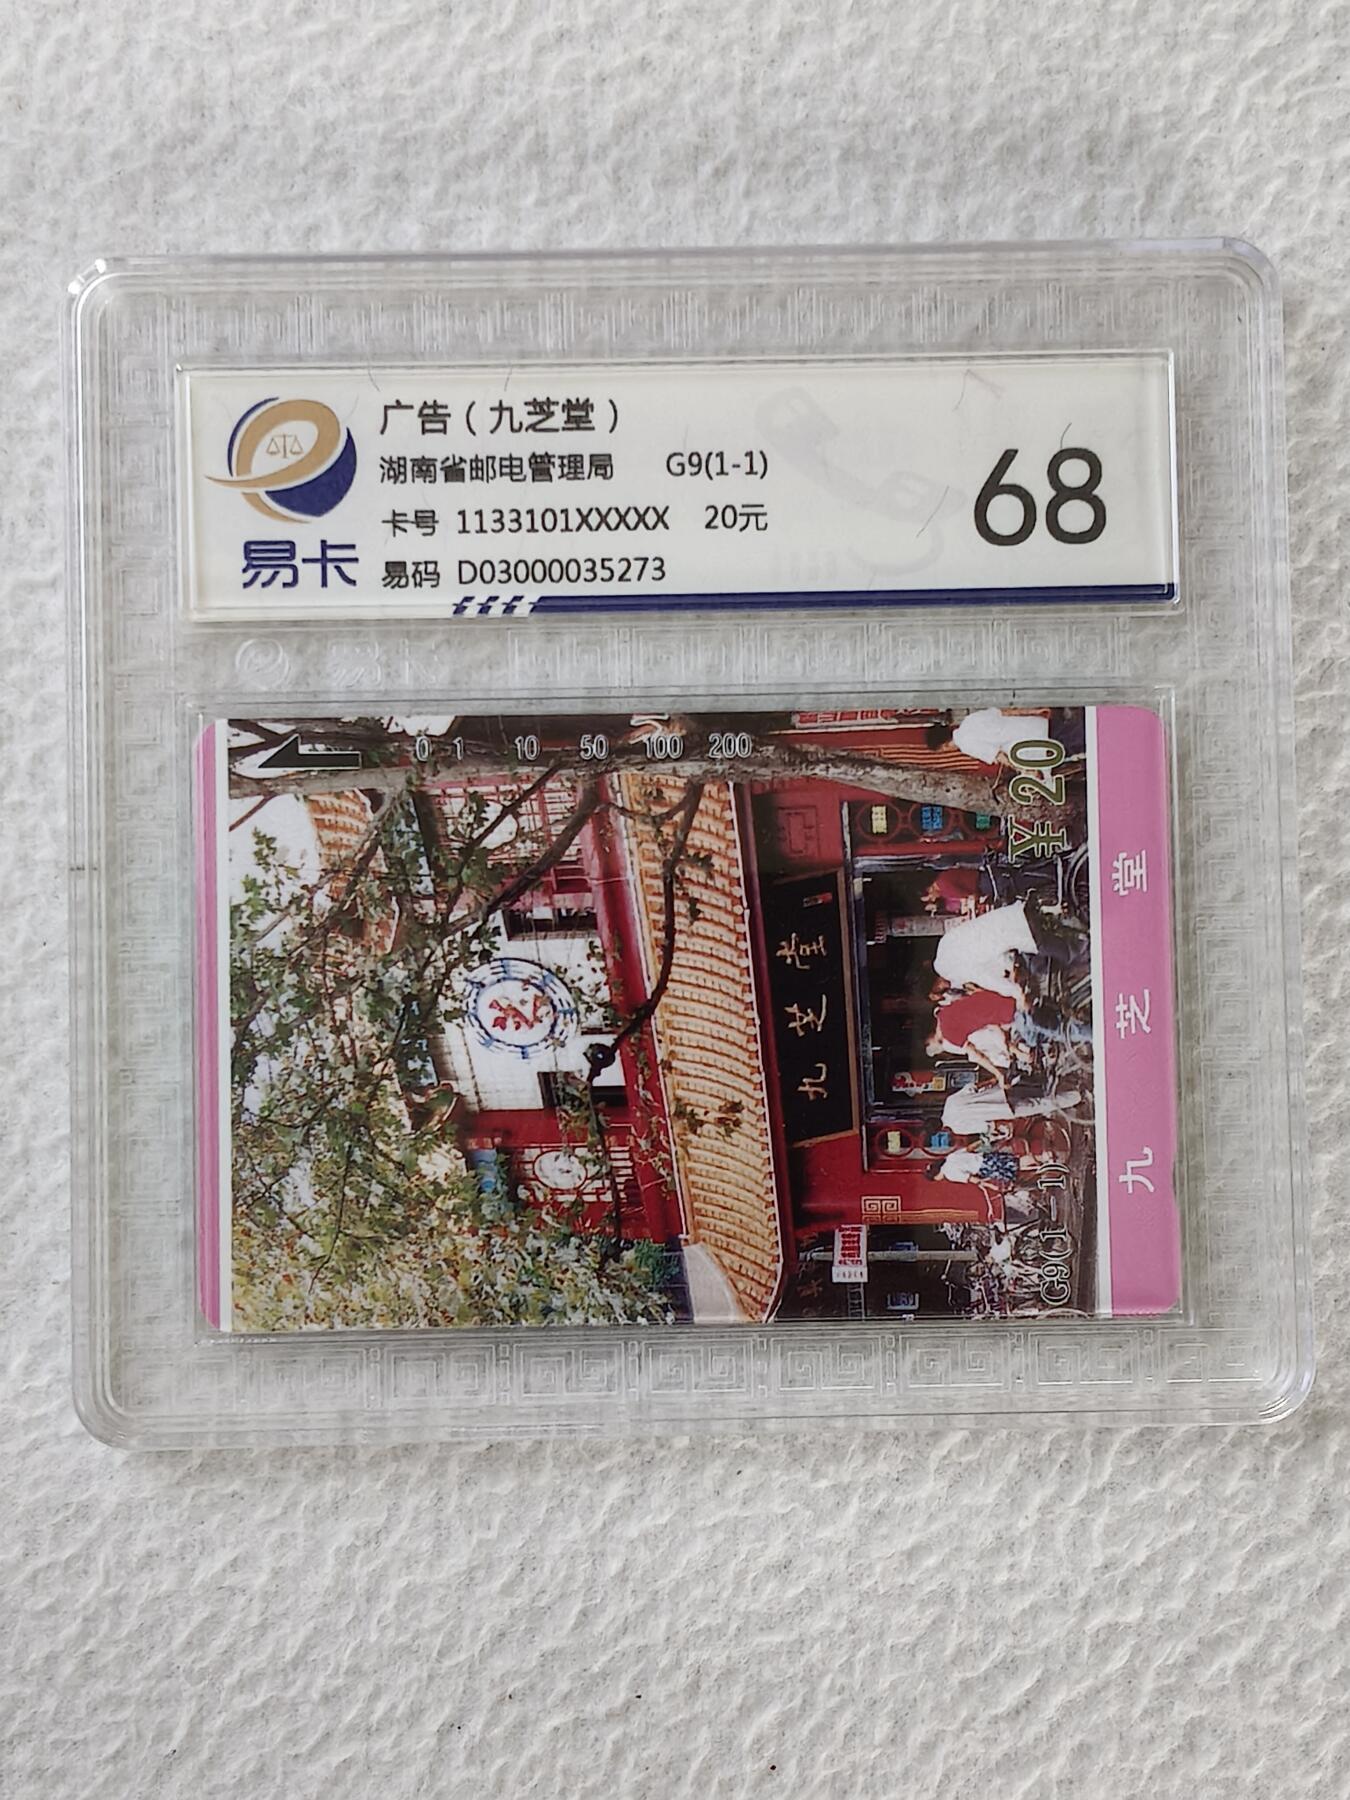 广告（九芝堂）
湖南省邮电管理局 G9(1-1)
卡号 1133101XXXXX 20元
易码 D03000035273
易卡
68
0 1 10 50 100 200
¥20
九芝堂
G9(1-1)
九芝堂